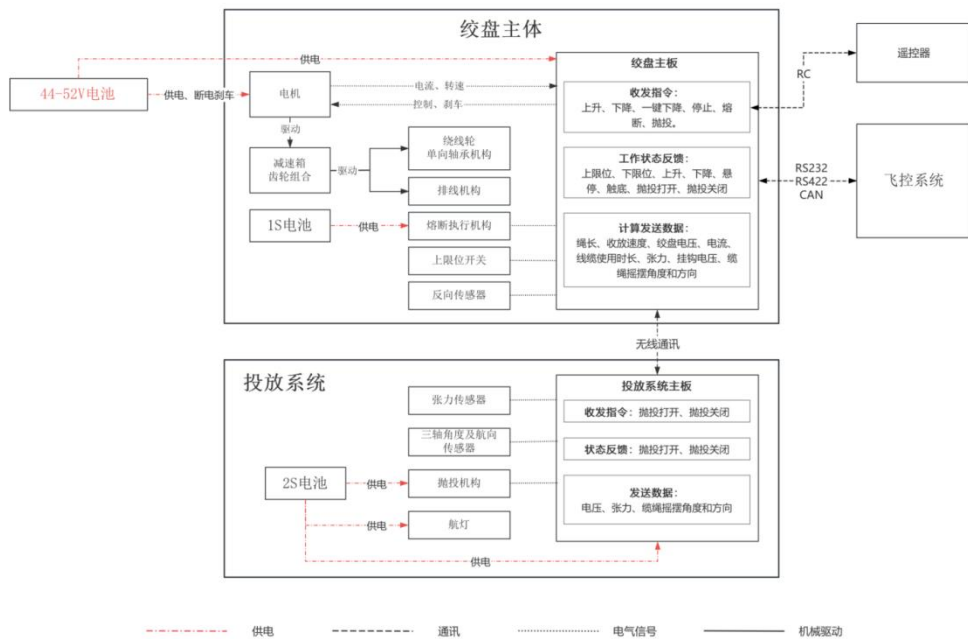 绞盘主体
供电
44-52V电池
供电、断电刹车
电机
电流、转速
控制、刹车
驱动
减速箱
齿轮组合
驱动
绕线轮
单向轴承机构
排线机构
1S电池
供电
熔断执行机构
上限位开关
反向传感器
绞盘主板
收发指令:
上升、下降、一键下降、停止、熔
断、抛投。
工作状态反馈:
上限位、下限位、上升、下降、悬
停、触底、抛投打开、抛投关闭
计算发送数据:
绳长、收放速度、绞盘电压、电流、
线缆使用时长、张力、挂钩电压、缆
绳摇摆角度和方向
RC
遥控器
RS232
RS422
CAN
飞控系统
无线通讯
投放系统
张力传感器
三轴角度及航向
传感器
2S电池
供电
抛投机构
供电
航灯
供电
投放系统主板
收发指令: 抛投打开、抛投关闭
状态反馈: 抛投打开、抛投关闭
发送数据:
电压、张力、缆绳摇摆角度和方向
供电
通讯
电气信号
机械驱动